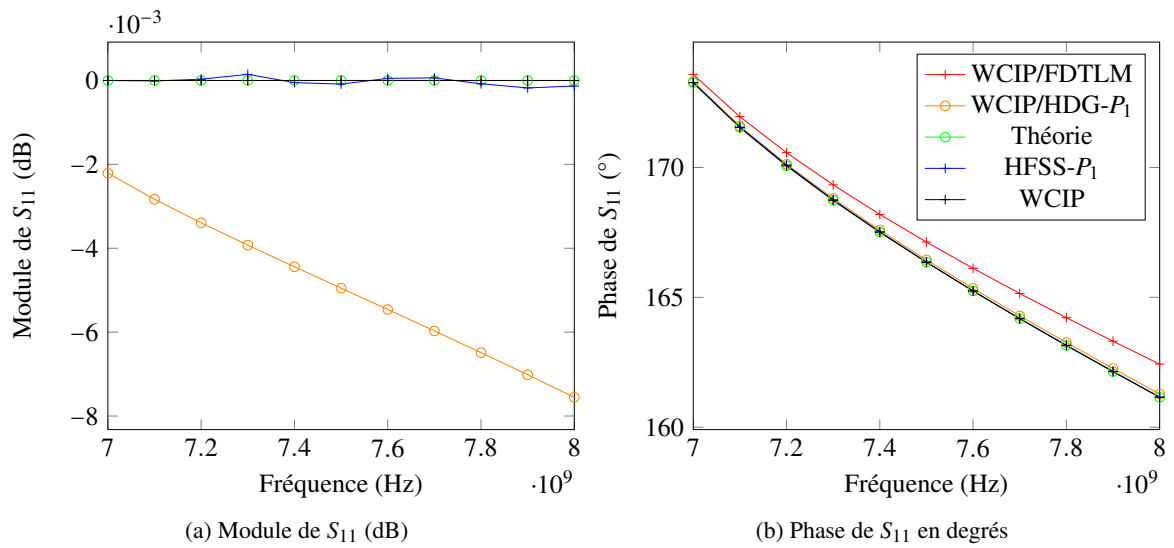 ·10⁻³
0
−2
−4
−6
−8
Module de S₁₁ (dB)
7
7.2
7.4
7.6
7.8
8
·10⁹
Fréquence (Hz)
(a) Module de S₁₁ (dB)
170
165
160
Phase de S₁₁ (°)
WCIP/FDTLM
WCIP/HDG-P₁
Théorie
HFSS-P₁
WCIP
7
7.2
7.4
7.6
7.8
8
·10⁹
Fréquence (Hz)
(b) Phase de S₁₁ en degrés